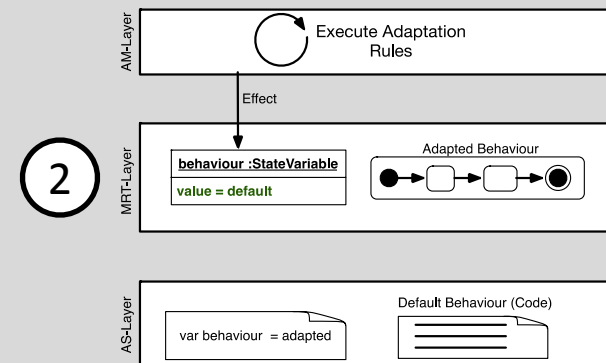 AM-Layer
Execute Adaptation
Rules
Effect
2
MRT-Layer
behaviour :StateVariable
value = default
Adapted Behaviour
AS-Layer
var behaviour = adapted
Default Behaviour (Code)